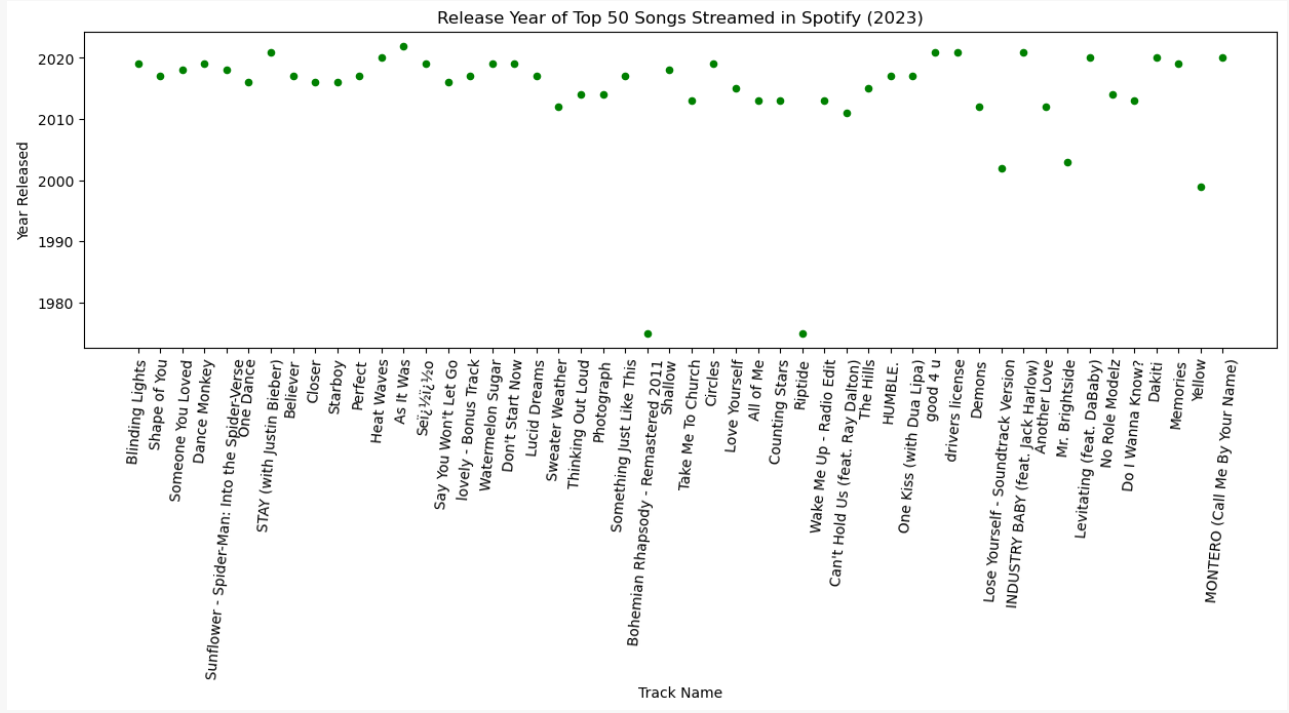 Release Year of Top 50 Songs Streamed in Spotify (2023)
Year Released
2020
2010
2000
1990
1980
Blinding Lights
Shape of You
Someone You Loved
Dance Monkey
Sunflower - Spider-Man: Into the Spider-Verse
One Dance
STAY (with Justin Bieber)
Believer
Closer
Starboy
Perfect
Heat Waves
As It Was
Seï¿½ï¿½o
Say You Won't Let Go
lovely - Bonus Track
Watermelon Sugar
Don't Start Now
Lucid Dreams
Sweater Weather
Thinking Out Loud
Photograph
Something Just Like This
Bohemian Rhapsody - Remastered 2011
Shallow
Take Me To Church
Circles
Love Yourself
All of Me
Counting Stars
Riptide
Wake Me Up - Radio Edit
Can't Hold Us (feat. Ray Dalton)
The Hills
HUMBLE.
One Kiss (with Dua Lipa)
good 4 u
drivers license
Demons
Lose Yourself - Soundtrack Version
INDUSTRY BABY (feat. Jack Harlow)
Another Love
Mr. Brightside
Levitating (feat. DaBaby)
No Role Modelz
Do I Wanna Know?
Dakiti
Memories
Yellow
MONTERO (Call Me By Your Name)
Track Name